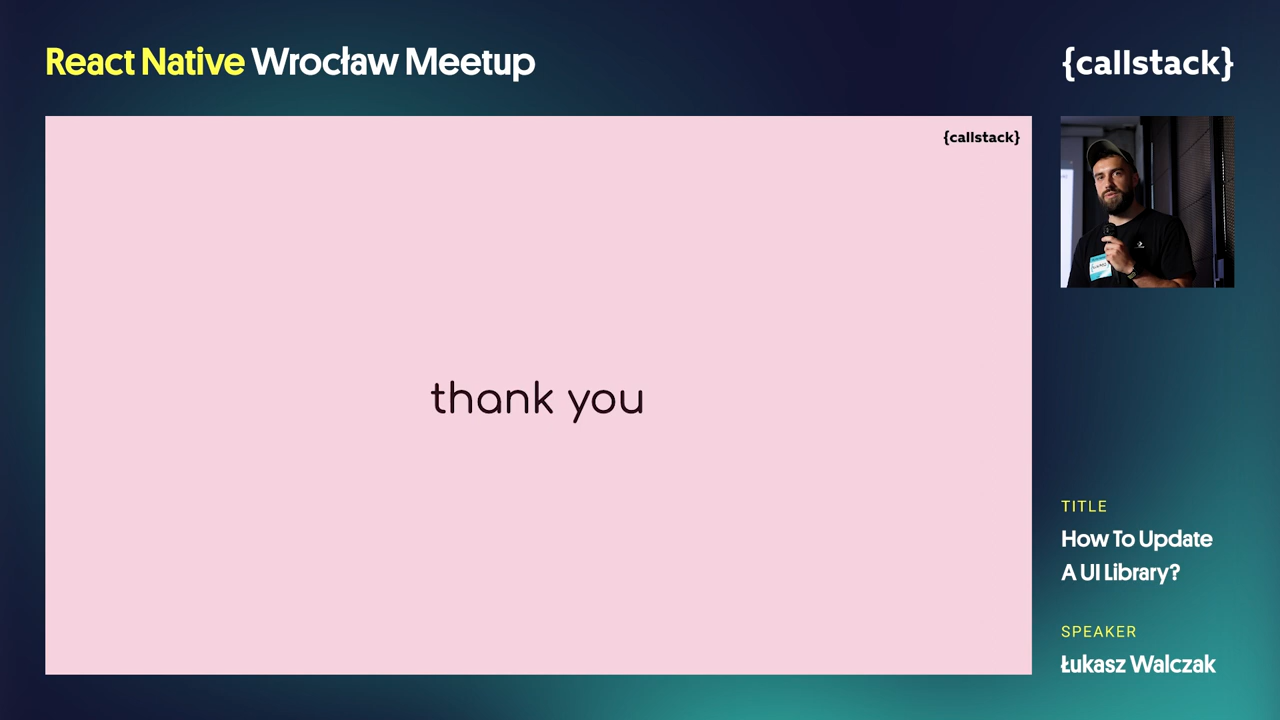 React Native Wrocław Meetup
{callstack}
{callstack}
thank you
TITLE
How To Update
A UI Library?
SPEAKER
Łukasz Walczak